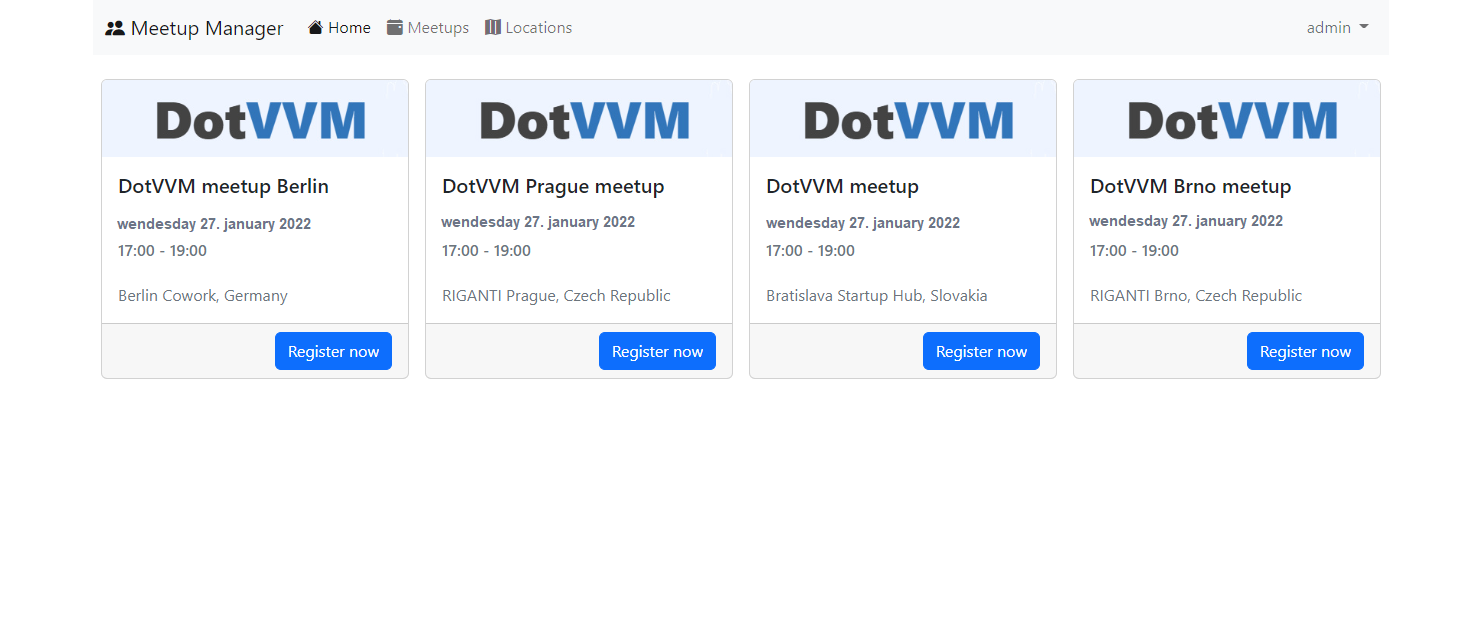 Meetup Manager Home Meetups Locations admin
DotVVM
DotVVM meetup Berlin
wendesday 27. january 2022
17:00 - 19:00
Berlin Cowork, Germany
Register now
DotVVM
DotVVM Prague meetup
wendesday 27. january 2022
17:00 - 19:00
RIGANTI Prague, Czech Republic
Register now
DotVVM
DotVVM meetup
wendesday 27. january 2022
17:00 - 19:00
Bratislava Startup Hub, Slovakia
Register now
DotVVM
DotVVM Brno meetup
wendesday 27. january 2022
17:00 - 19:00
RIGANTI Brno, Czech Republic
Register now